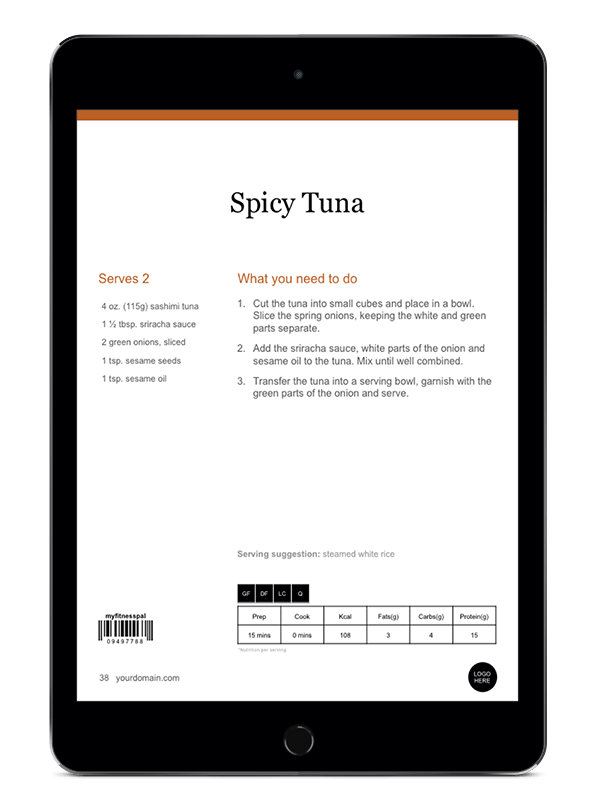 Spicy Tuna
Serves 2
4 oz. (115g) sashimi tuna
1 ½ tbsp. sriracha sauce
2 green onions, sliced
1 tsp. sesame seeds
1 tsp. sesame oil
What you need to do
1. Cut the tuna into small cubes and place in a bowl.
Slice the spring onions, keeping the white and green
parts separate.
2. Add the sriracha sauce, white parts of the onion and
sesame oil to the tuna. Mix until well combined.
3. Transfer the tuna into a serving bowl, garnish with the
green parts of the onion and serve.
Serving suggestion: steamed white rice
GF DF LC Q
Prep Cook Kcal Fats(g) Carbs(g) Protein(g)
15 mins 0 mins 108 3 4 15
*Nutrition per serving
myfitnesspal
09497788
38 yourdomain.com
LOGO
HERE